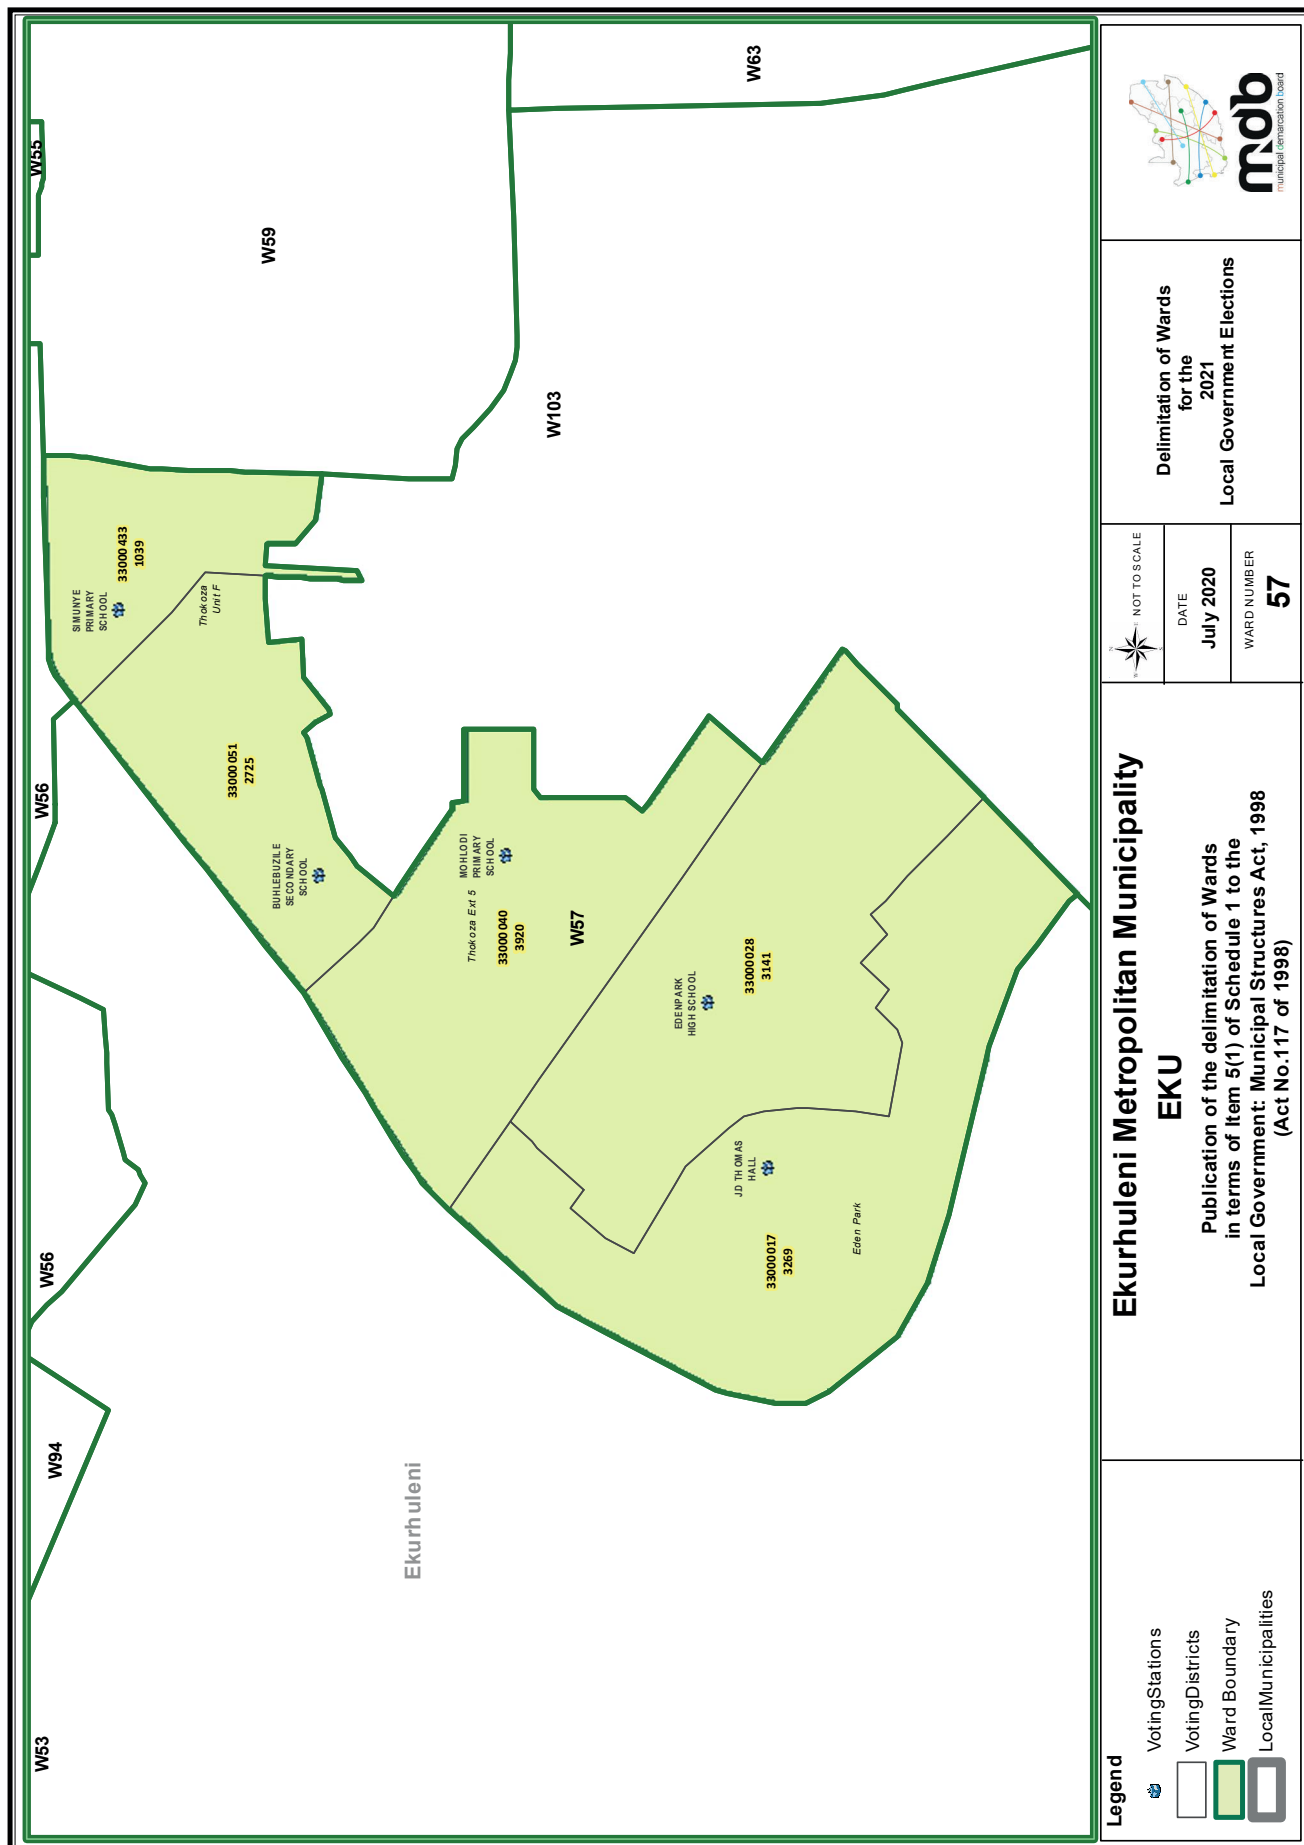 W53
W94
W56
W56
W55
W59
W63
W103
W57
Ekurhuleni
SIMUNYE
PRIMARY
SCHOOL
33000433
1039
Thokoza
Unit F
33000051
2725
BUHLEBUZILE
SECONDARY
SCHOOL
MOHLODI
PRIMARY
SCHOOL
Thokoza Ext 5
33000040
3920
EDENPARK
HIGH SCHOOL
33000028
3141
J.D THOMAS
HALL
33000017
3269
Eden Park
Legend
VotingStations
VotingDistricts
Ward Boundary
LocalMunicipalities
Ekurhuleni Metropolitan Municipality
EKU
Publication of the delimitation of Wards
in terms of Item 5(1) of Schedule 1 to the
Local Government: Municipal Structures Act, 1998
(Act No.117 of 1998)
N
W
E
S
NOT TO SCALE
DATE
July 2020
WARD NUMBER
57
Delimitation of Wards
for the
2021
Local Government Elections
mdb
municipal demarcation board